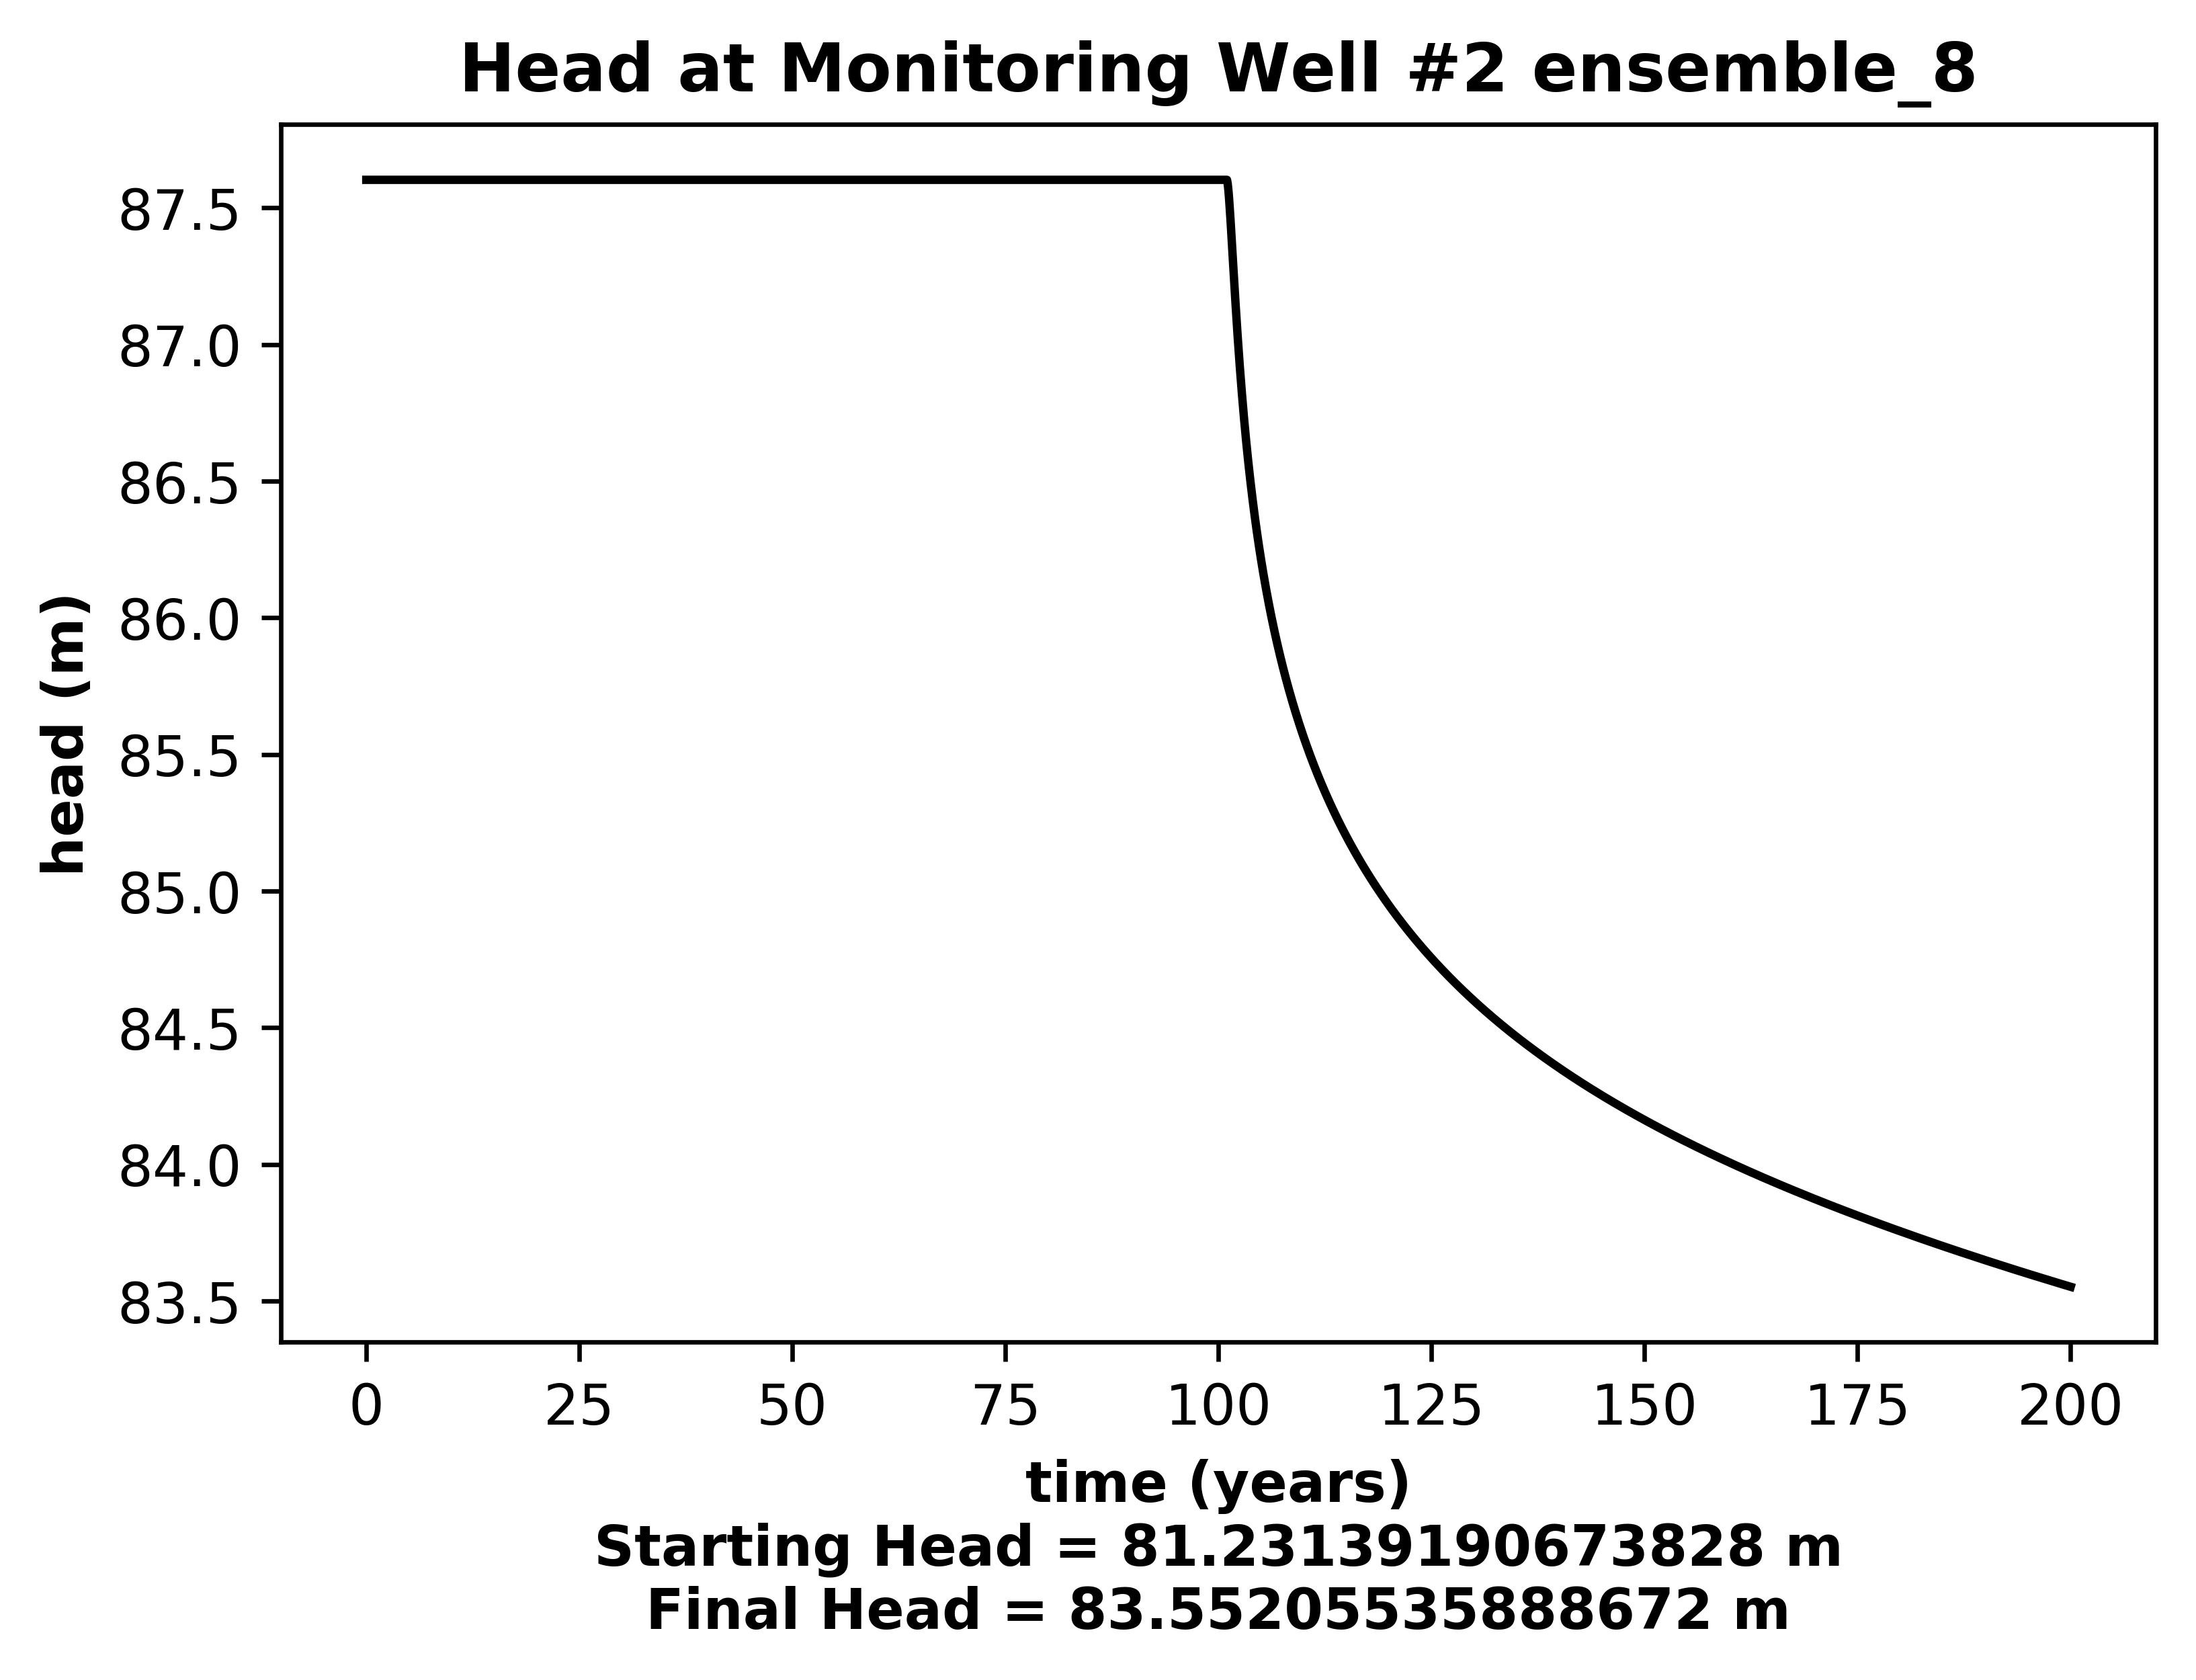 Head at Monitoring Well #2 ensemble_8
87.5
87.0
86.5
86.0
85.5
85.0
84.5
84.0
83.5
head (m)
0 25 50 75 100 125 150 175 200
time (years)
Starting Head = 81.23139190673828 m
Final Head = 83.55205535888672 m